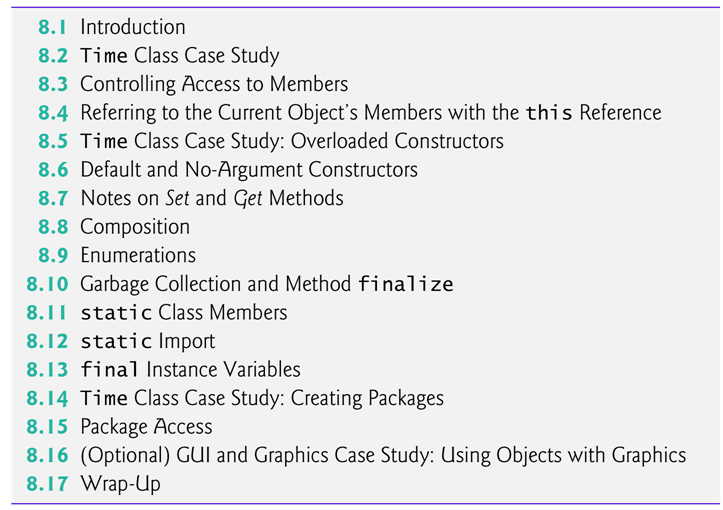 8.1 Introduction
8.2 Time Class Case Study
8.3 Controlling Access to Members
8.4 Referring to the Current Object's Members with the this Reference
8.5 Time Class Case Study: Overloaded Constructors
8.6 Default and No-Argument Constructors
8.7 Notes on Set and Get Methods
8.8 Composition
8.9 Enumerations
8.10 Garbage Collection and Method finalize
8.11 static Class Members
8.12 static Import
8.13 final Instance Variables
8.14 Time Class Case Study: Creating Packages
8.15 Package Access
8.16 (Optional) GUI and Graphics Case Study: Using Objects with Graphics
8.17 Wrap-Up